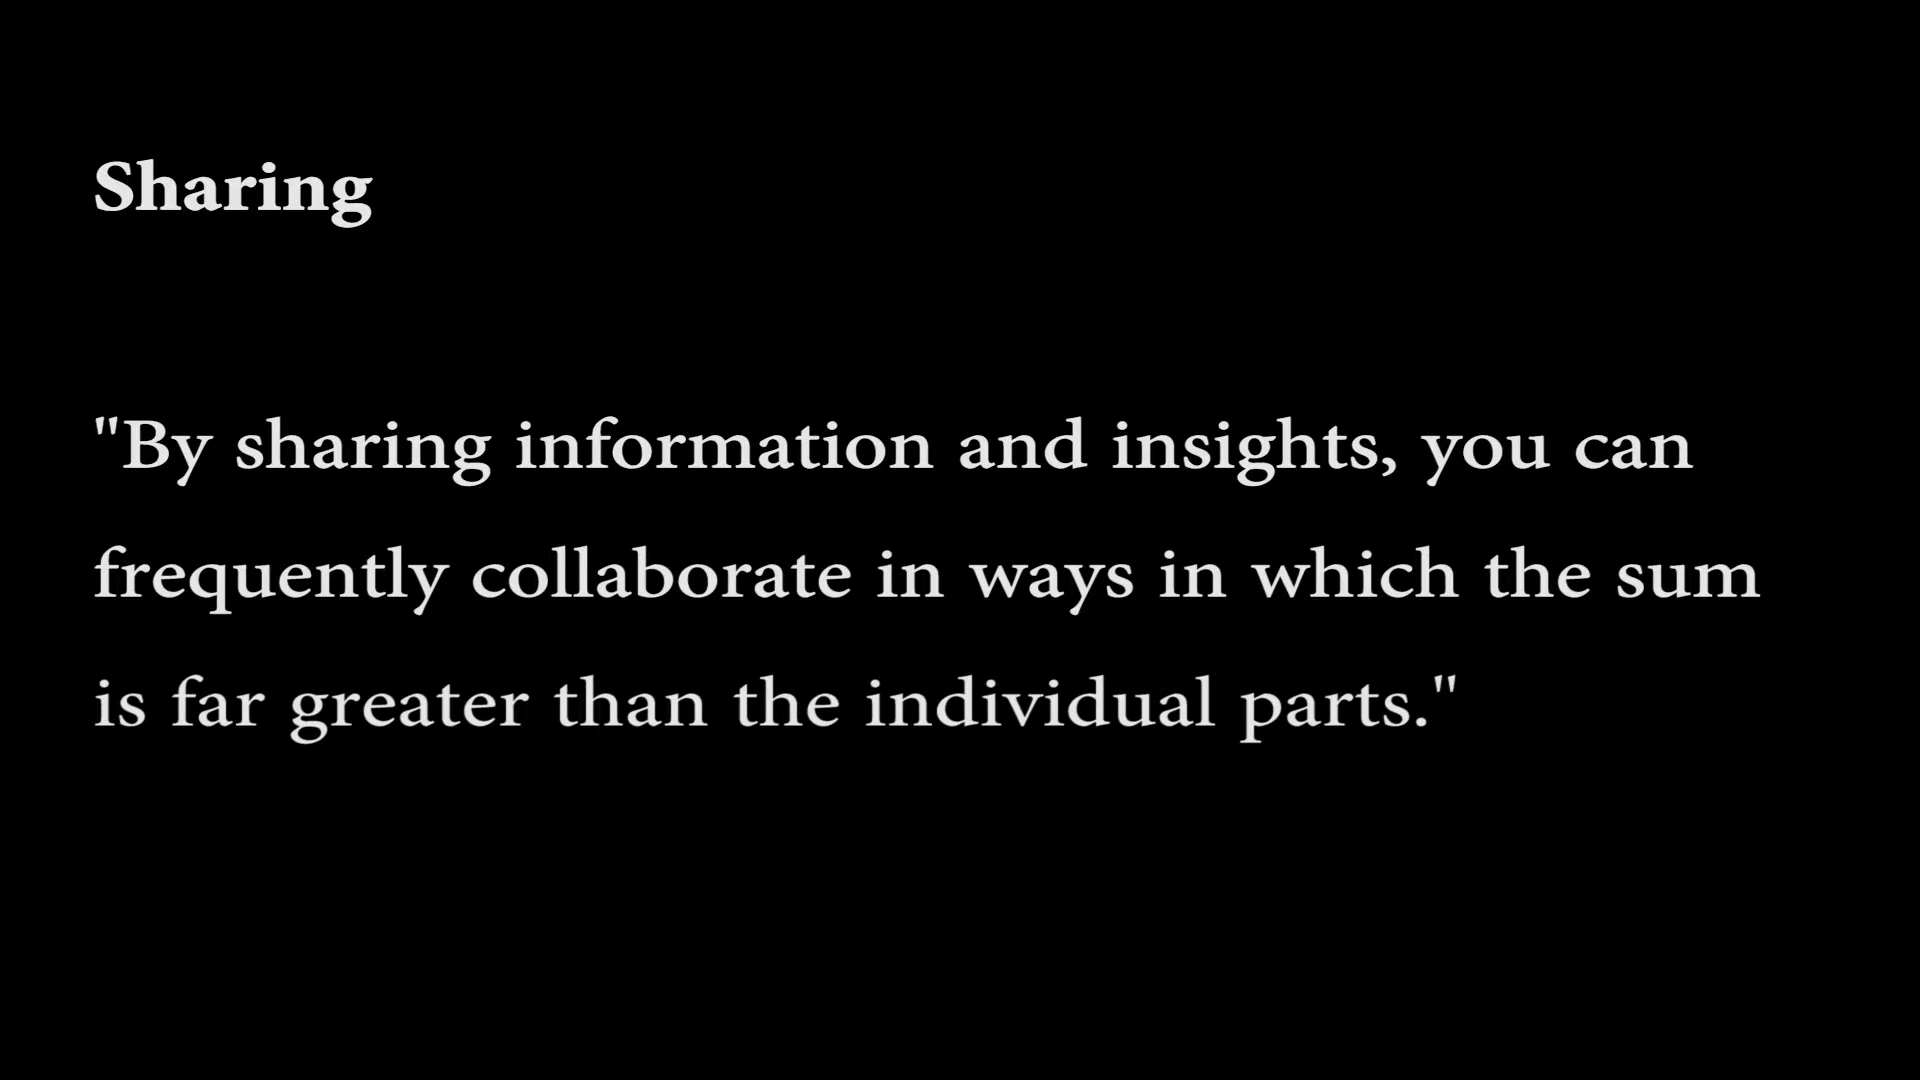 Sharing
"By sharing information and insights, you can
frequently collaborate in ways in which the sum
is far greater than the individual parts."